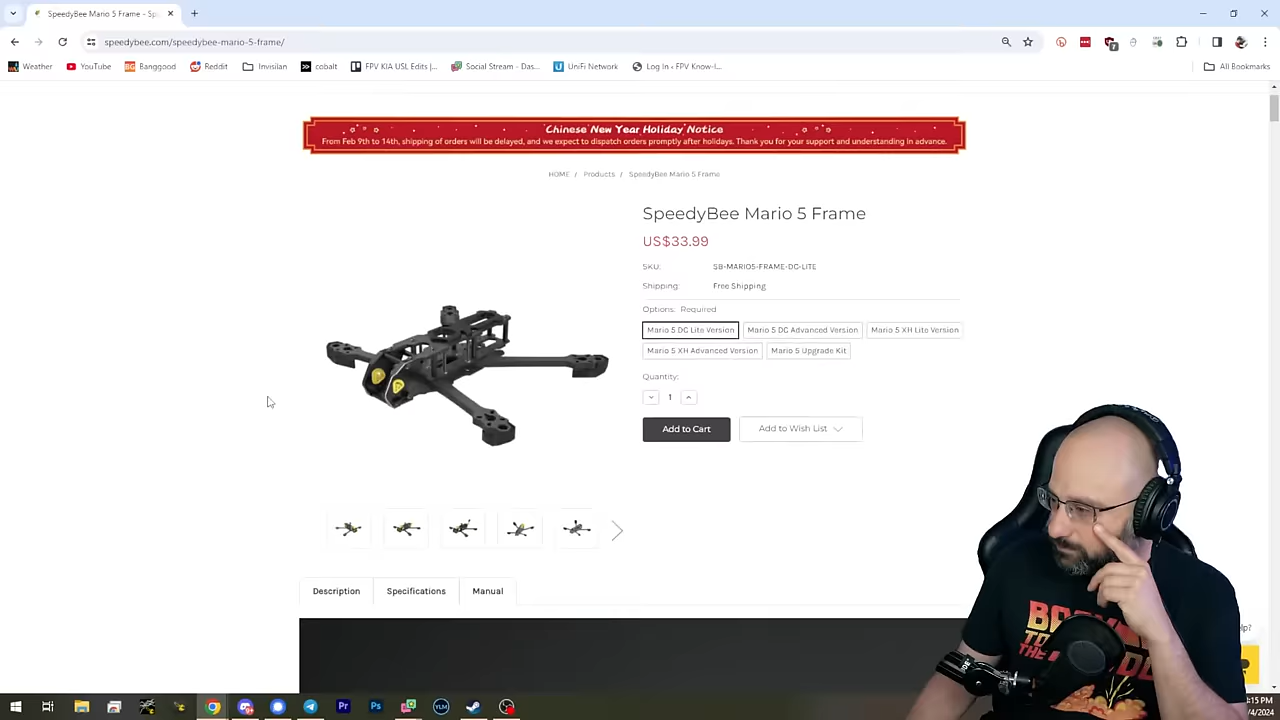 SpeedyBee Mario 5 Frame - Sp
speedybee.com/speedybee-mario-5-frame/
Weather YouTube Banggood Reddit Invisilan cobalt FPV KIA USL Edits |... Social Stream - Das... UniFi Network Log In ‹ FPV Know-I... All Bookmarks
Chinese New Year Holiday Notice
From Feb 9th to 14th, shipping of orders will be delayed, and we expect to dispatch orders promptly after holidays. Thank you for your support and understanding in advance.
HOME / Products / SpeedyBee Mario 5 Frame
SpeedyBee Mario 5 Frame
US$33.99
SKU: SB-MARIO5-FRAME-DC-LITE
Shipping: Free Shipping
Options: Required
Mario 5 DC Lite Version Mario 5 DC Advanced Version Mario 5 XH Lite Version
Mario 5 XH Advanced Version Mario 5 Upgrade Kit
Quantity:
1
Add to Cart Add to Wish List
Description Specifications Manual
BACK
TO
THE